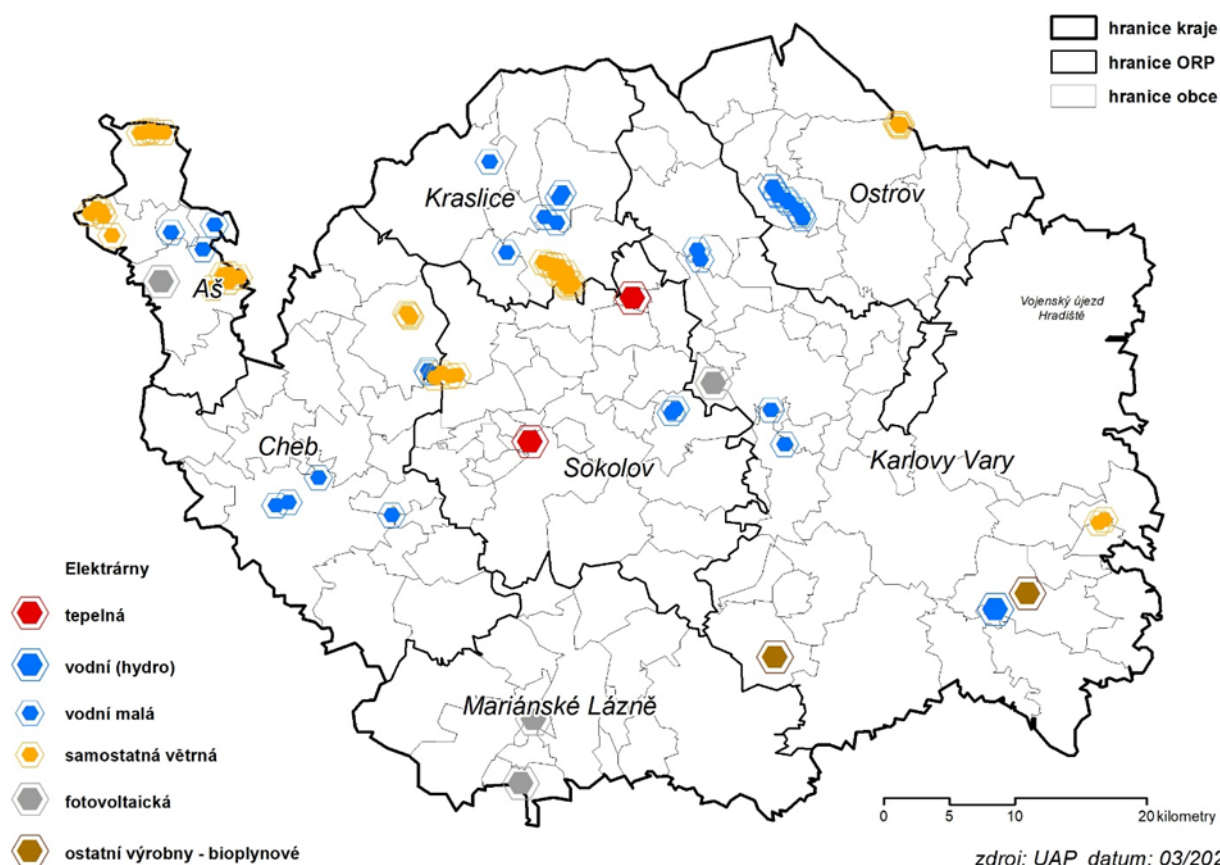 hranice kraje
hranice ORP
hranice obce
Kraslice
Ostrov
Aš
Vojenský újezd
Hradiště
Cheb
Sokolov
Karlovy Vary
Mariánské Lázně
Elektrárny
tepelná
vodní (hydro)
vodní malá
samostatná větrná
fotovoltaická
ostatní výrobny - bioplynové
0 5 10 20 kilometry
zdroj: UAP, datum: 03/202